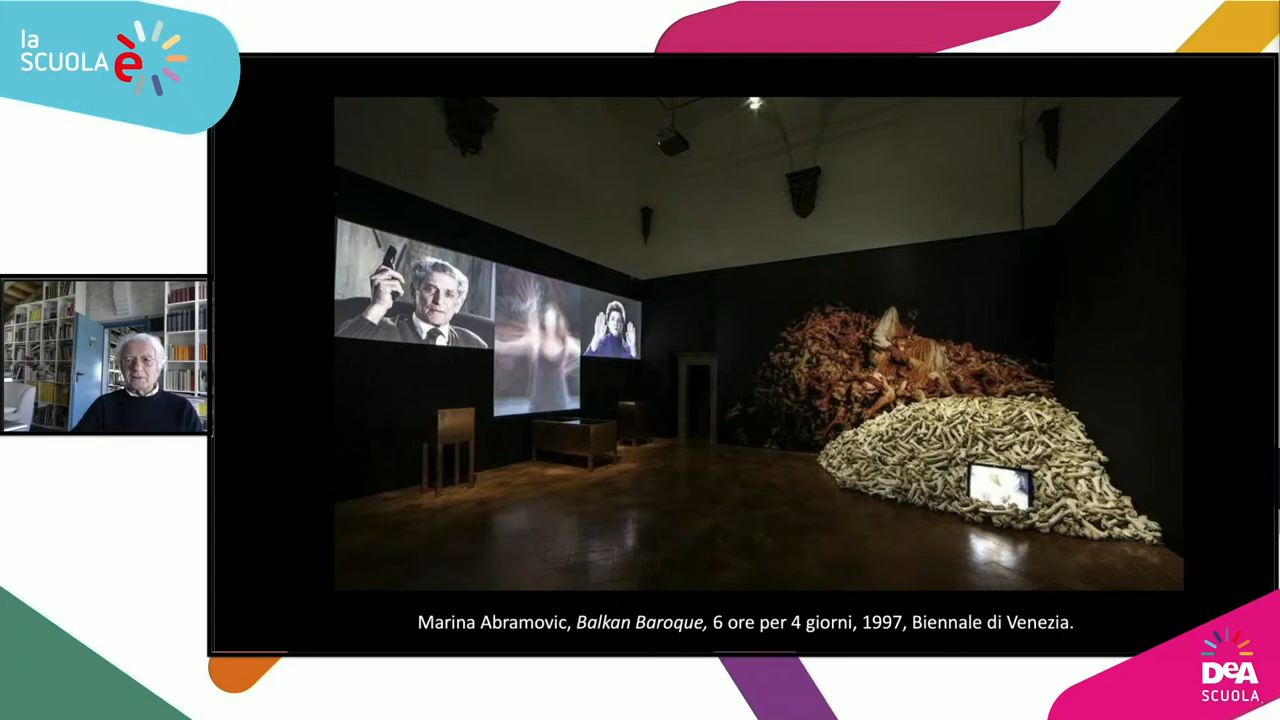 la
SCUOLA è
Marina Abramovic, Balkan Baroque, 6 ore per 4 giorni, 1997, Biennale di Venezia.
DeA
SCUOLA